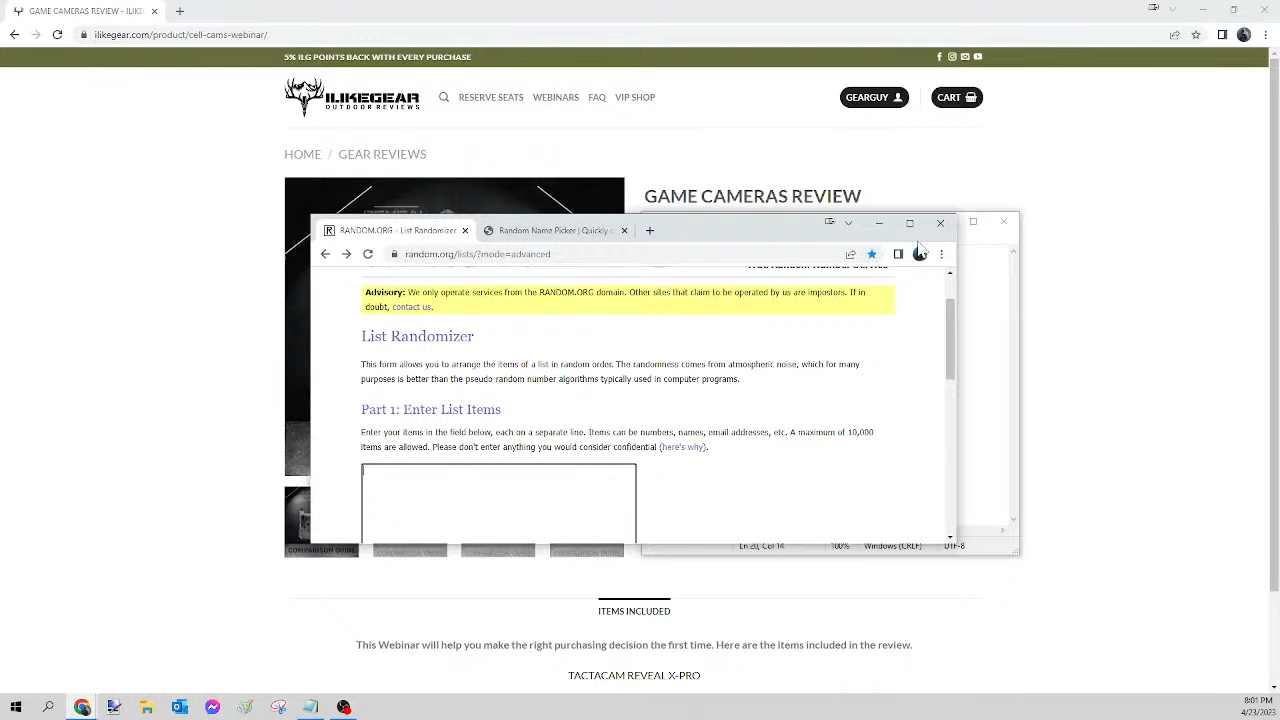 GAME CAMERAS REVIEW - ILIKE
ilikegear.com/product/cell-cams-webinar/
5% ILG POINTS BACK WITH EVERY PURCHASE
ILIKEGEAR
OUTDOOR REVIEWS
RESERVE SEATS
WEBINARS
FAQ
VIP SHOP
GEARGUY
CART
HOME / GEAR REVIEWS
GAME CAMERAS REVIEW
RANDOM.ORG - List Randomizer
Random Name Picker | Quickly c
random.org/lists/?mode=advanced
Advisory: We only operate services from the RANDOM.ORG domain. Other sites that claim to be operated by us are impostors. If in
doubt, contact us.
List Randomizer
This form allows you to arrange the items of a list in random order. The randomness comes from atmospheric noise, which for many
purposes is better than the pseudo-random number algorithms typically used in computer programs.
Part 1: Enter List Items
Enter your items in the field below, each on a separate line. Items can be numbers, names, email addresses, etc. A maximum of 10,000
items are allowed. Please don't enter anything you would consider confidential (here's why).
COMPARISON GUIDE
COMPARISON GUIDE
COMPARISON GUIDE
COMPARISON GUIDE
Ln 20, Col 14
100%
Windows (CRLF)
UTF-8
ITEMS INCLUDED
This Webinar will help you make the right purchasing decision the first time. Here are the items included in the review.
TACTACAM REVEAL X-PRO
8:01 PM
4/23/2023